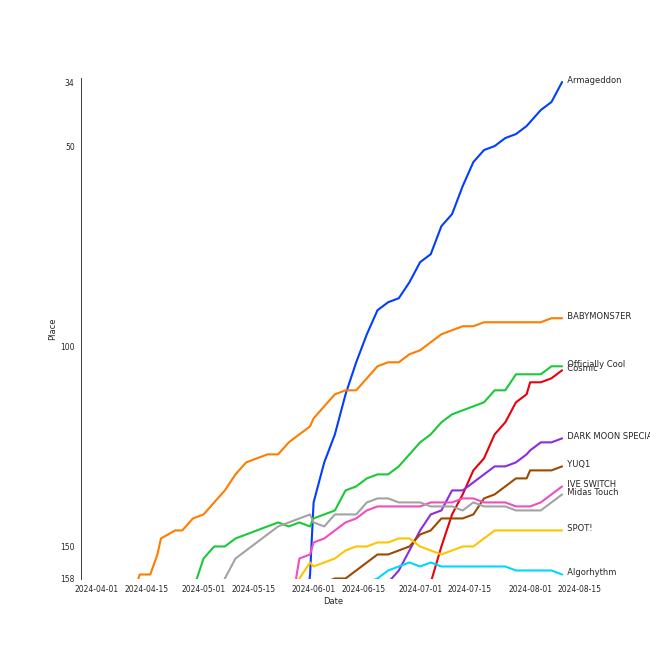 34
Armageddon
50
BABYMONS7ER
100
Officially Cool
Cosmic
DARK MOON SPECIA
YUQ1
IVE SWITCH
Midas Touch
SPOT!
150
Algorhythm
158
Place
2024-04-01 2024-04-15 2024-05-01 2024-05-15 2024-06-01 2024-06-15 2024-07-01 2024-07-15 2024-08-01 2024-08-15
Date